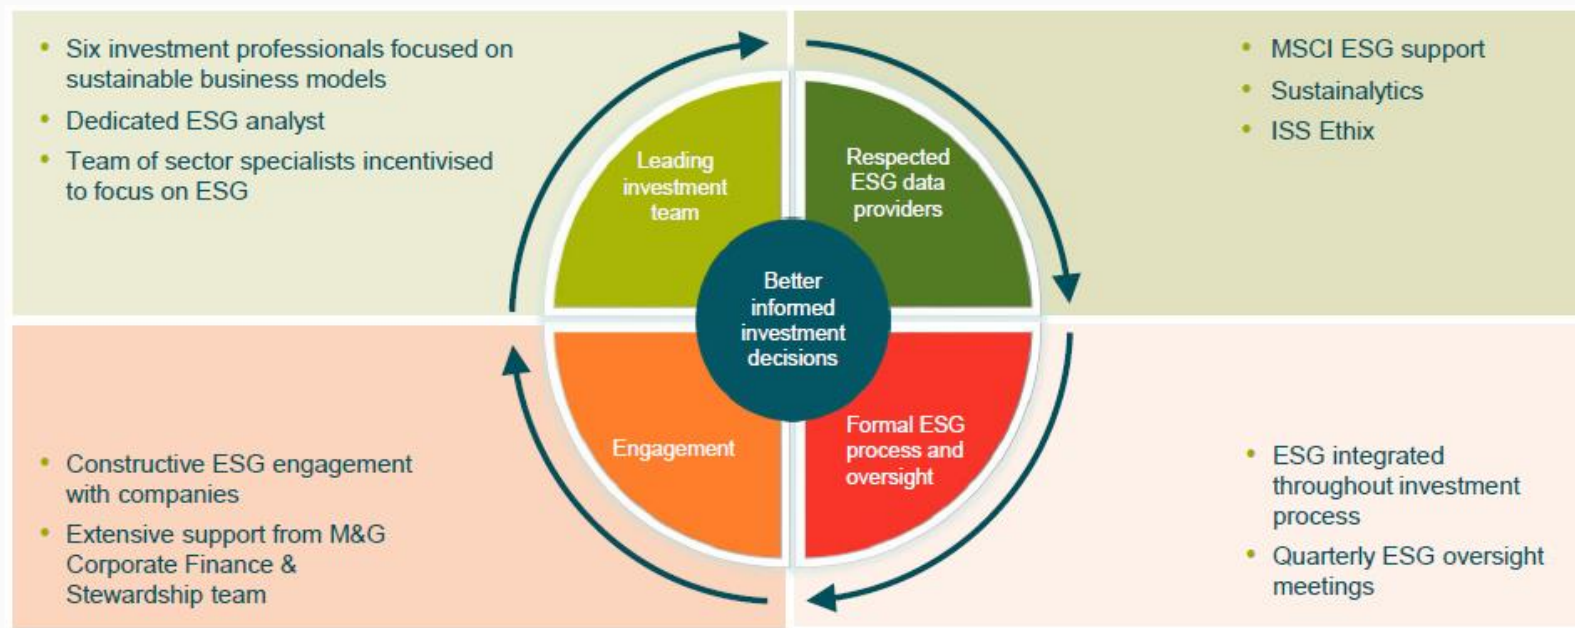 • Six investment professionals focused on
sustainable business models
• Dedicated ESG analyst
• Team of sector specialists incentivised
to focus on ESG
Leading
investment
team
Respected
ESG data
providers
• MSCI ESG support
• Sustainalytics
• ISS Ethix
Better
informed
investment
decisions
• Constructive ESG engagement
with companies
• Extensive support from M&G
Corporate Finance &
Stewardship team
Engagement
Formal ESG
process and
oversight
• ESG integrated
throughout investment
process
• Quarterly ESG oversight
meetings